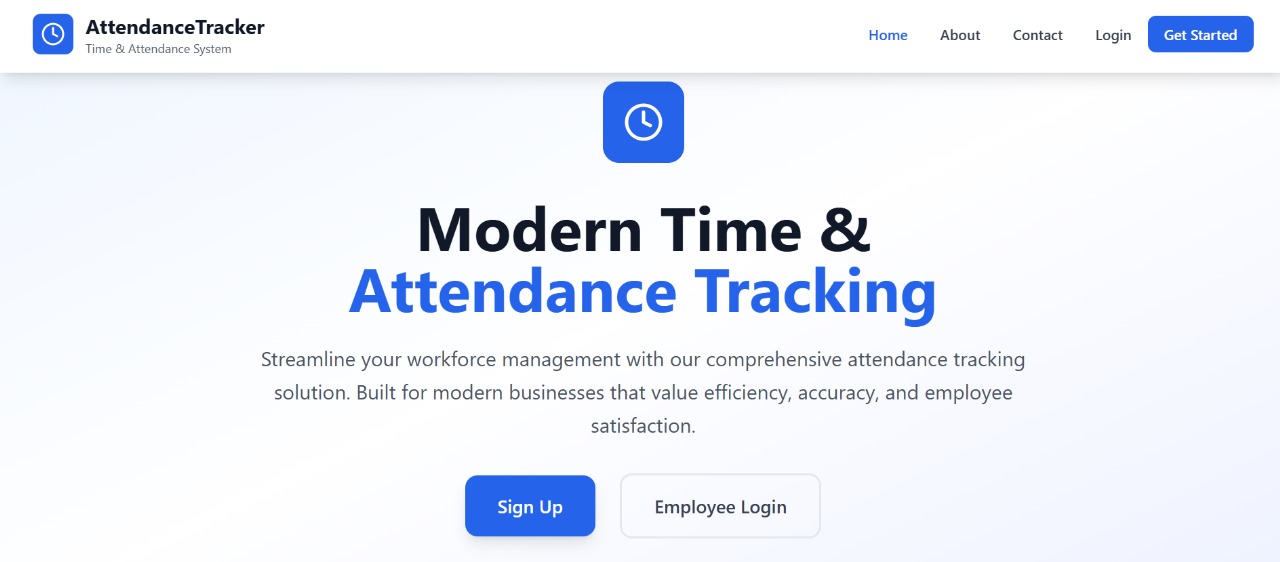 AttendanceTracker
Time & Attendance System
Home
About
Contact
Login
Get Started
Modern Time &
Attendance Tracking
Streamline your workforce management with our comprehensive attendance tracking
solution. Built for modern businesses that value efficiency, accuracy, and employee
satisfaction.
Sign Up
Employee Login